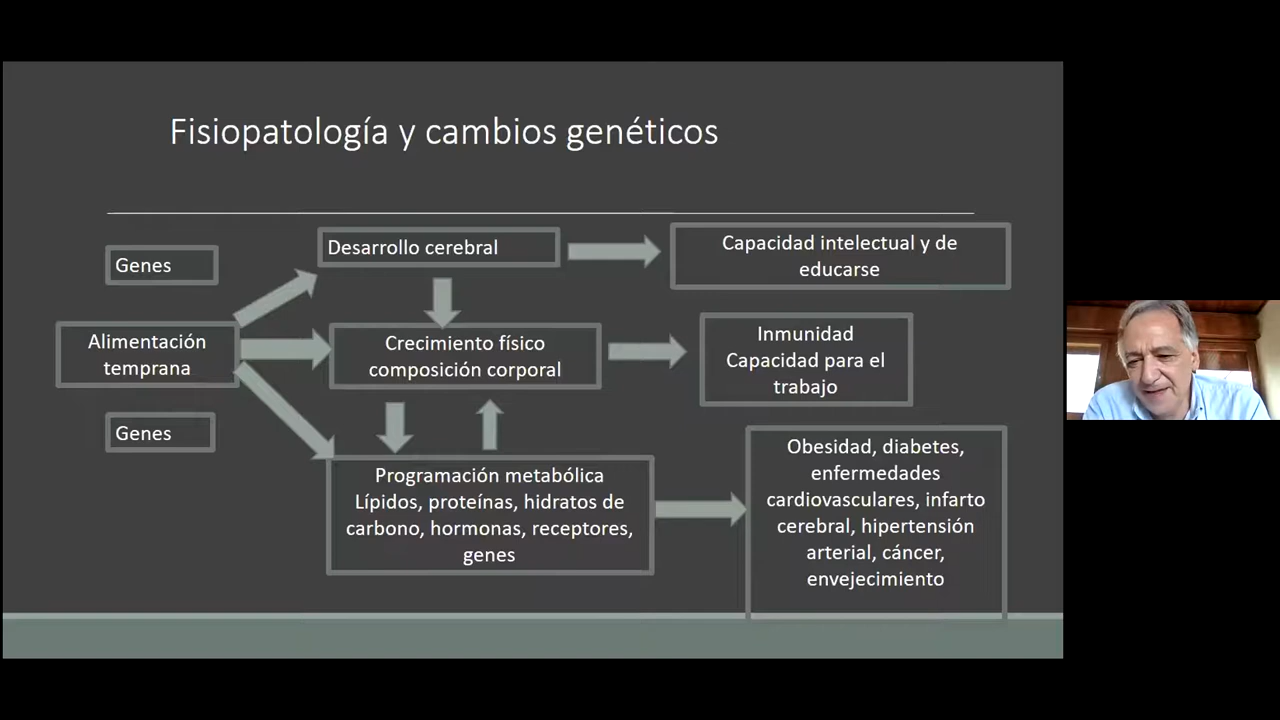 Fisiopatología y cambios genéticos
Genes
Desarrollo cerebral
Capacidad intelectual y de
educarse
Alimentación
temprana
Crecimiento físico
composición corporal
Inmunidad
Capacidad para el
trabajo
Genes
Programación metabólica
Lípidos, proteínas, hidratos de
carbono, hormonas, receptores,
genes
Obesidad, diabetes,
enfermedades
cardiovasculares, infarto
cerebral, hipertensión
arterial, cáncer,
envejecimiento